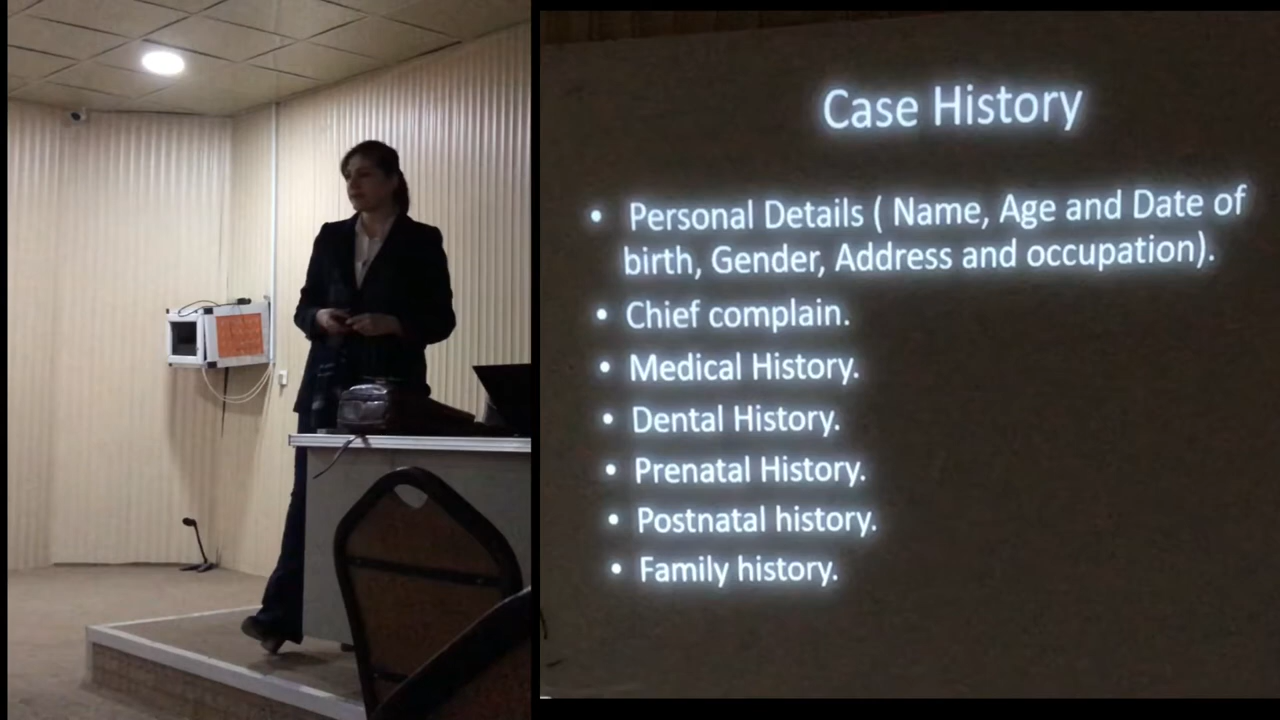 Case History
• Personal Details ( Name, Age and Date of
birth, Gender, Address and occupation).
• Chief complain.
• Medical History.
• Dental History.
• Prenatal History.
• Postnatal history.
• Family history.